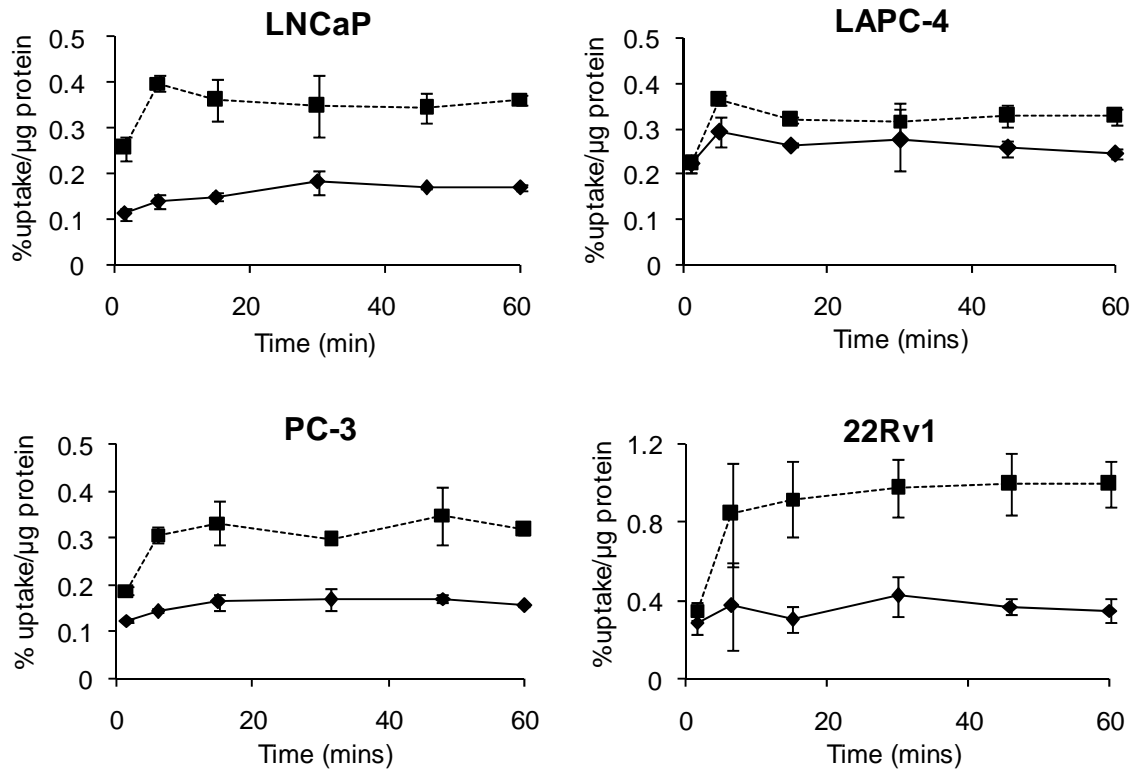 LNCaP
%uptake/µg protein
0.5
0.4
0.3
0.2
0.1
0
0 20 40 60
Time (min)
LAPC-4
%uptake/µg protein
0.5
0.4
0.3
0.2
0.1
0
0 20 40 60
Time (mins)
PC-3
% uptake/µg protein
0.5
0.4
0.3
0.2
0.1
0
0 20 40 60
Time (mins)
22Rv1
%uptake/µg protein
1.2
0.8
0.4
0
0 20 40 60
Time (mins)